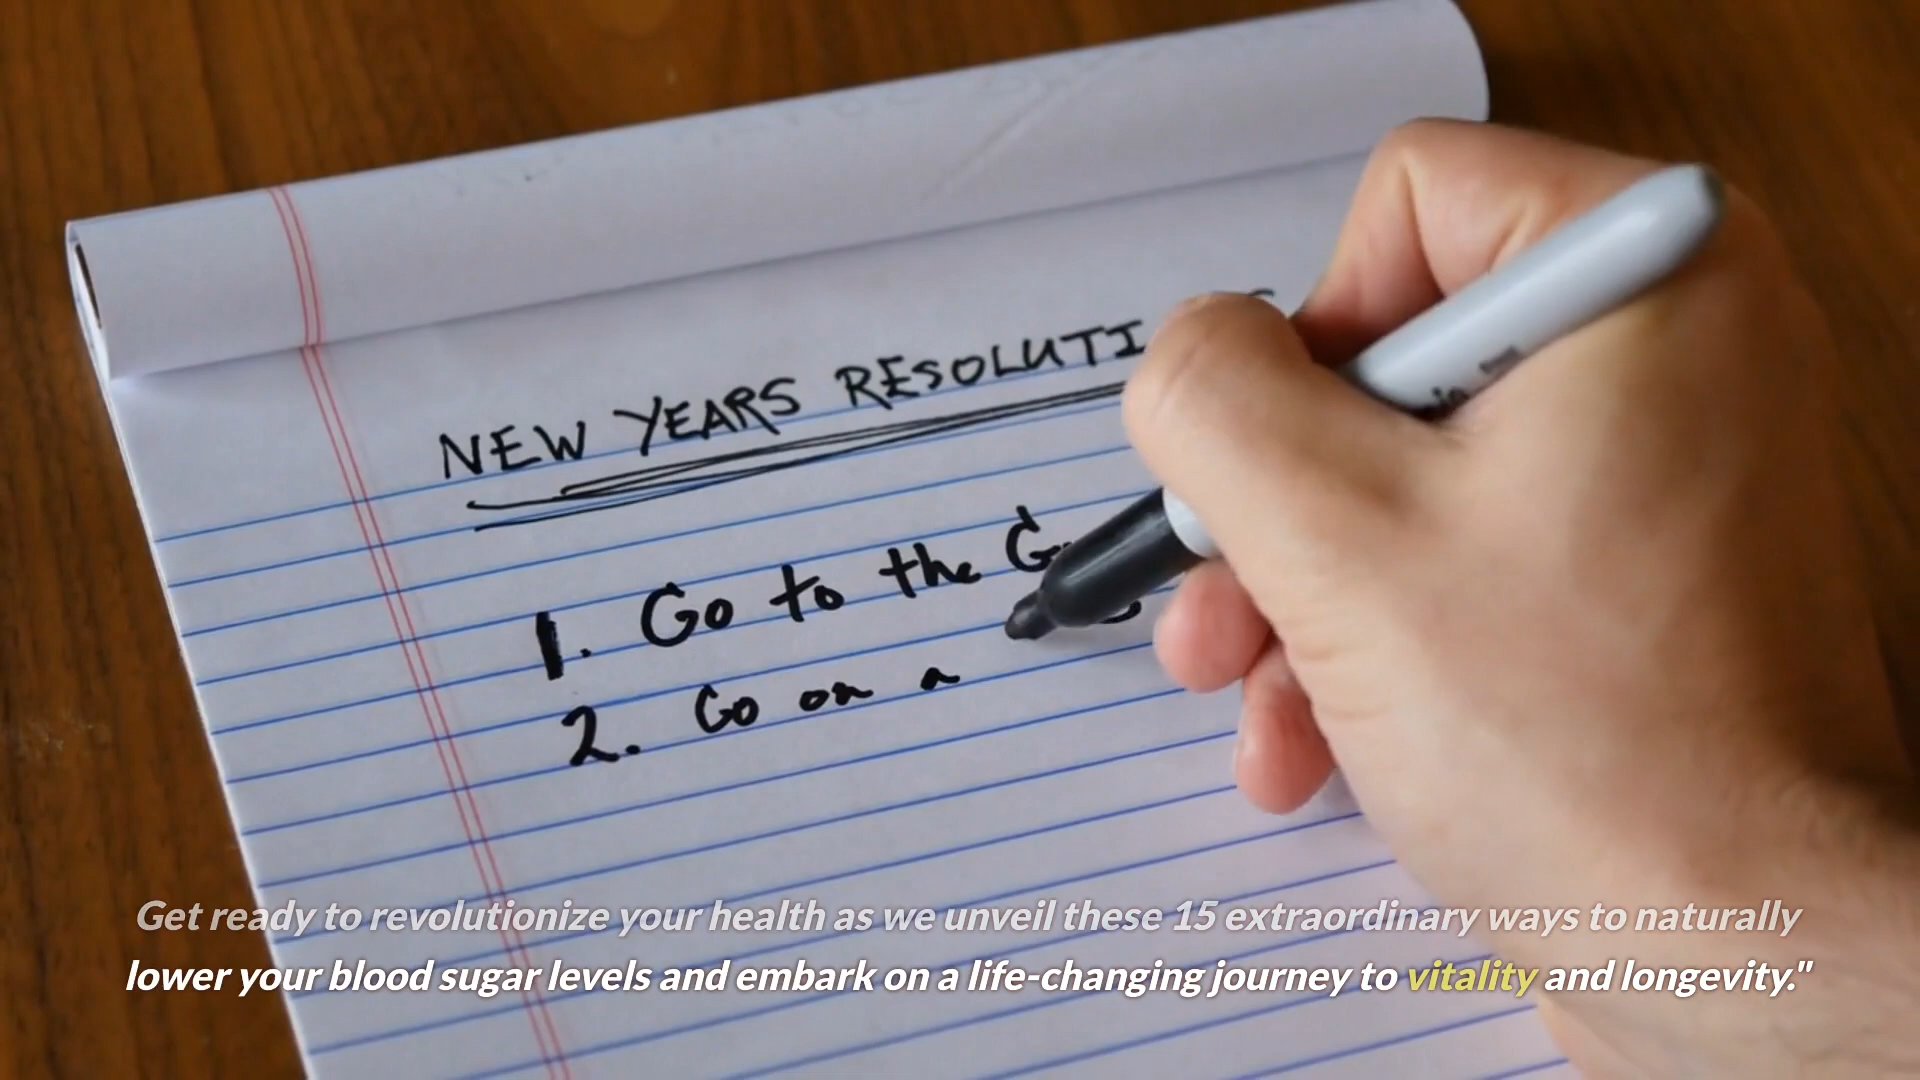 NEW YEARS RESOLUTI
1. Go to the G
2. Go on a
Get ready to revolutionize your health as we unveil these 15 extraordinary ways to naturally
lower your blood sugar levels and embark on a life-changing journey to vitality and longevity."